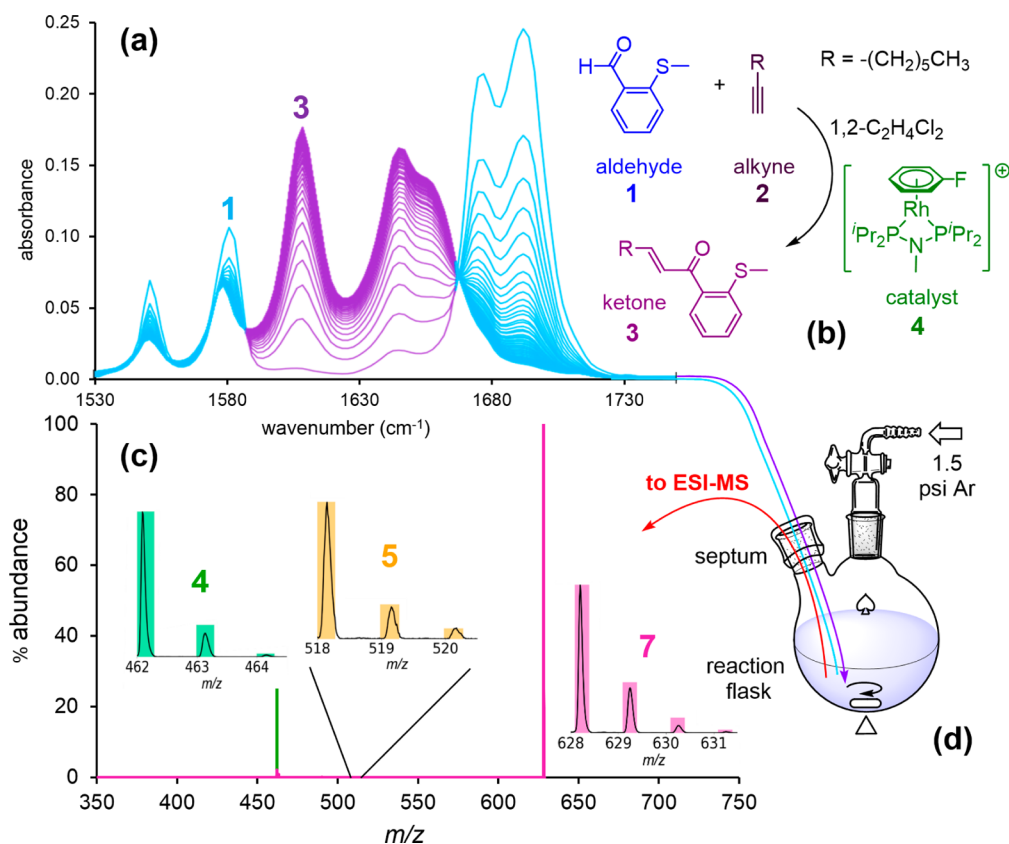 (a)
0.25
0.20
0.15
0.10
0.05
0.00
absorbance
1530
1580
1630
1680
1730
wavenumber (cm⁻¹)
1
3
H
O
S
+
R
R = -(CH₂)₅CH₃
1,2-C₂H₄Cl₂
aldehyde
1
alkyne
2
R
O
S
ketone
3
F
Rh
ⁱPr₂P
PⁱPr₂
N
⊕
catalyst
4
(b)
(c)
100
80
60
40
20
0
% abundance
350
400
450
500
550
600
650
700
750
m/z
4
462
463
464
m/z
5
518
519
520
m/z
7
628
629
630
631
m/z
to ESI-MS
1.5
psi Ar
septum
reaction
flask
(d)